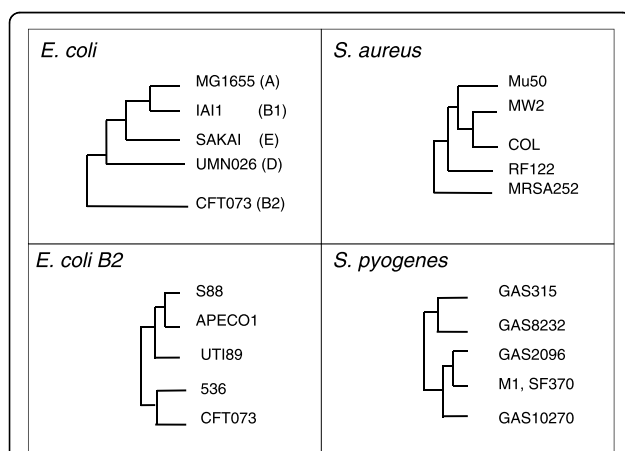 E. coli
MG1655 (A)
IAI1 (B1)
SAKAI (E)
UMN026 (D)
CFT073 (B2)
S. aureus
Mu50
MW2
COL
RF122
MRSA252
E. coli B2
S88
APECO1
UTI89
536
CFT073
S. pyogenes
GAS315
GAS8232
GAS2096
M1, SF370
GAS10270